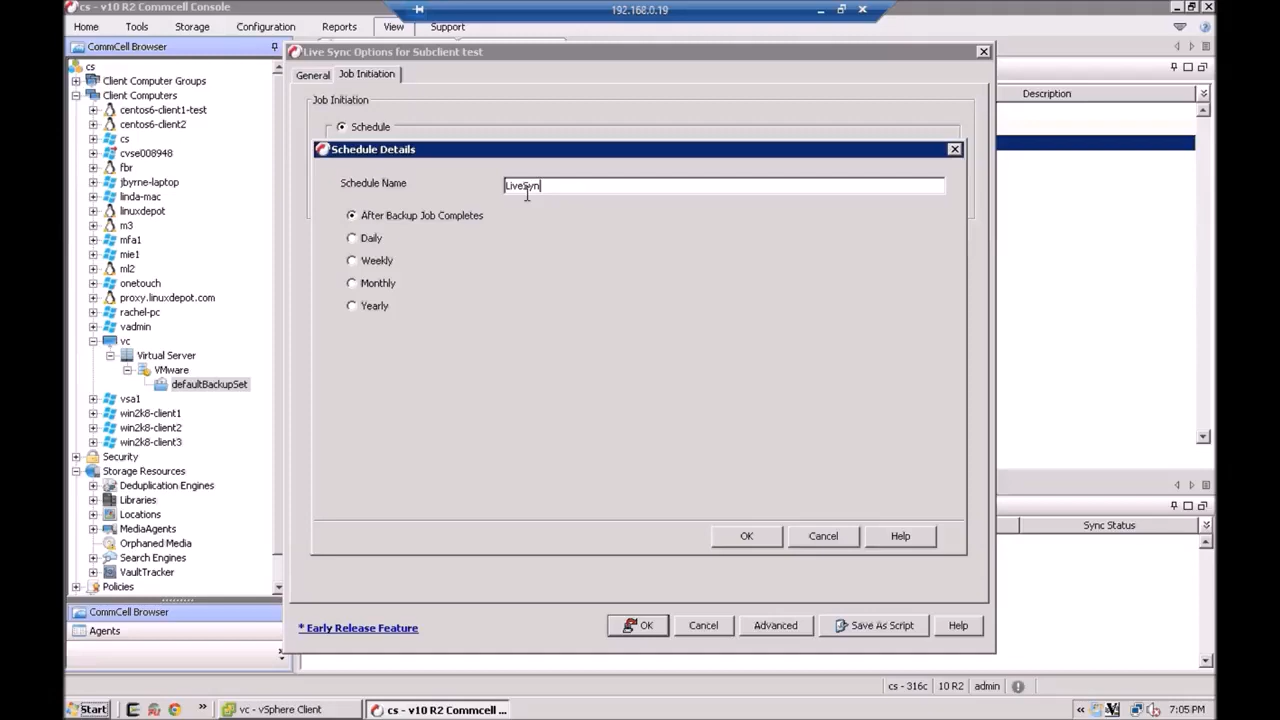 cs - v10 R2 Commcell Console
192.168.0.19
Home Tools Storage Configuration Reports View Support
CommCell Browser
cs
Client Computer Groups
Client Computers
centos6-client1-test
centos6-client2
cs
cvse008948
fbr
jbyrne-laptop
linda-mac
linuxdepot
m3
mfa1
mie1
ml2
onetouch
proxy.linuxdepot.com
rachel-pc
vadmin
vc
Virtual Server
VMware
defaultBackupSet
vsa1
win2k8-client1
win2k8-client2
win2k8-client3
Security
Storage Resources
Deduplication Engines
Libraries
Locations
MediaAgents
Orphaned Media
Search Engines
VaultTracker
Policies
CommCell Browser
Agents
Live Sync Options for Subclient test
General Job Initiation
Job Initiation
Schedule
Schedule Details
Schedule Name LiveSyn
After Backup Job Completes
Daily
Weekly
Monthly
Yearly
OK Cancel Help
* Early Release Feature
OK Cancel Advanced Save As Script Help
Description
Sync Status
cs - 316c 10 R2 admin
Start
vc - vSphere Client
cs - v10 R2 Commcell ...
7:05 PM